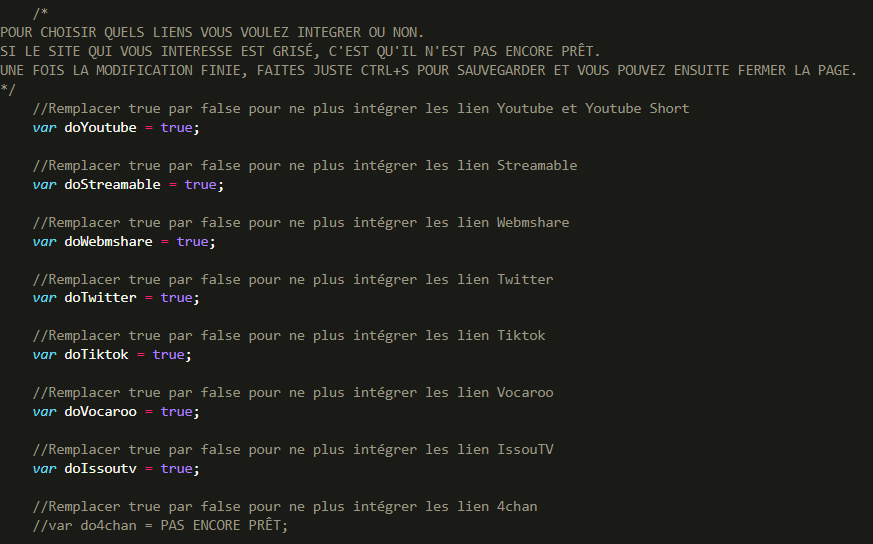 /*
POUR CHOISIR QUELS LIENS VOUS VOULEZ INTEGRER OU NON.
SI LE SITE QUI VOUS INTERESSE EST GRISÉ, C'EST QU'IL N'EST PAS ENCORE PRÊT.
UNE FOIS LA MODIFICATION FINIE, FAITES JUSTE CTRL+S POUR SAUVEGARDER ET VOUS POUVEZ ENSUITE FERMER LA PAGE.
*/
//Remplacer true par false pour ne plus intégrer les lien Youtube et Youtube Short
var doYoutube = true;
//Remplacer true par false pour ne plus intégrer les lien Streamable
var doStreamable = true;
//Remplacer true par false pour ne plus intégrer les lien Webmshare
var doWebmshare = true;
//Remplacer true par false pour ne plus intégrer les lien Twitter
var doTwitter = true;
//Remplacer true par false pour ne plus intégrer les lien Tiktok
var doTiktok = true;
//Remplacer true par false pour ne plus intégrer les lien Vocaroo
var doVocaroo = true;
//Remplacer true par false pour ne plus intégrer les lien IssouTV
var doIssoutv = true;
//Remplacer true par false pour ne plus intégrer les lien 4chan
//var do4chan = PAS ENCORE PRÊT;